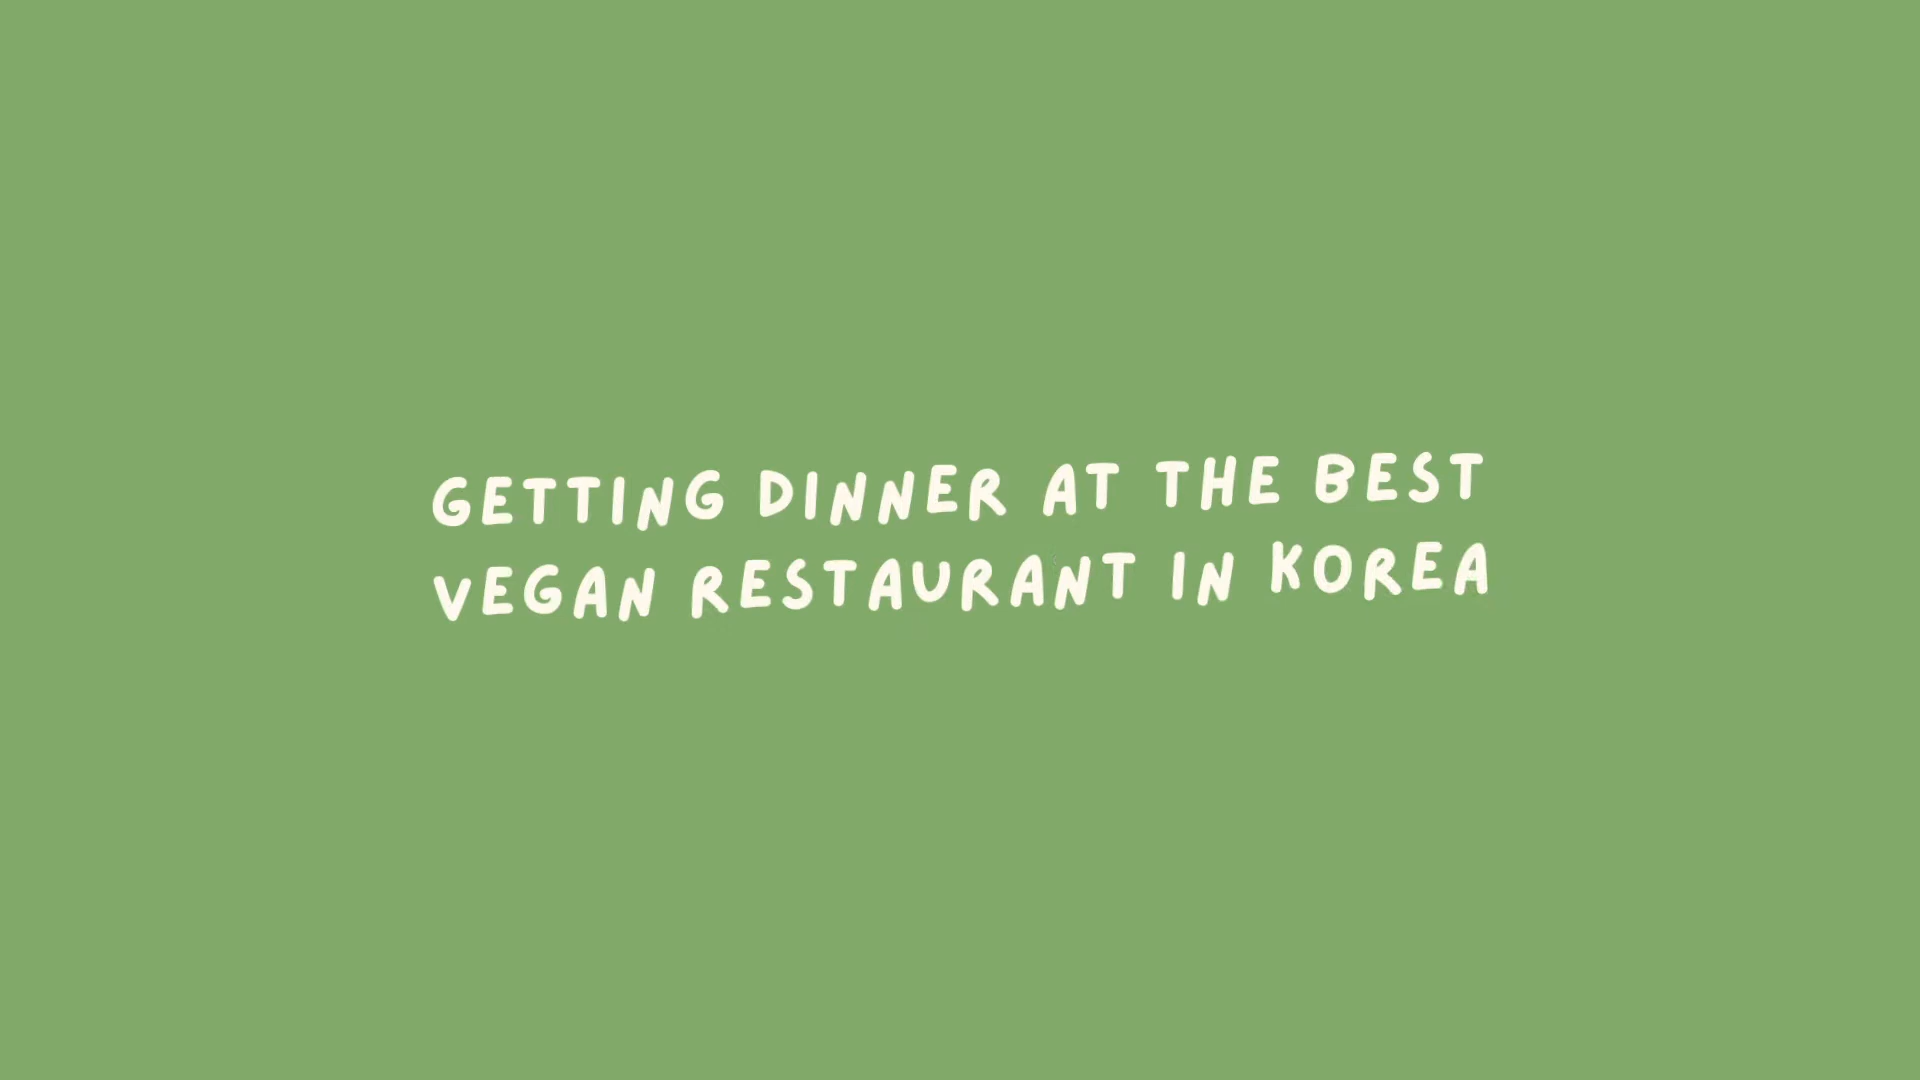 GETTING DINNER AT THE BEST
VEGAN RESTAURANT IN KOREA